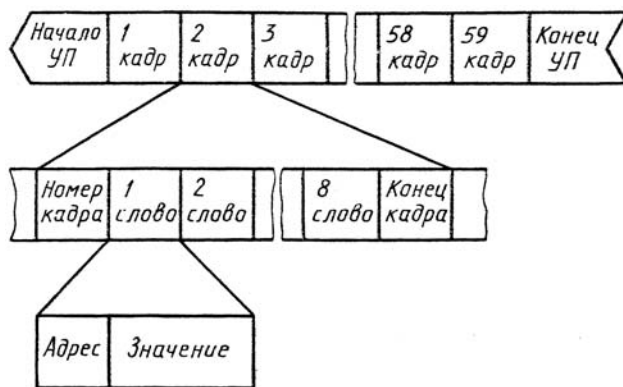 Начало УП
1 кадр
2 кадр
3 кадр
58 кадр
59 кадр
Конец УП
Номер кадра
1 слово
2 слово
8 слово
Конец кадра
Адрес
Значение